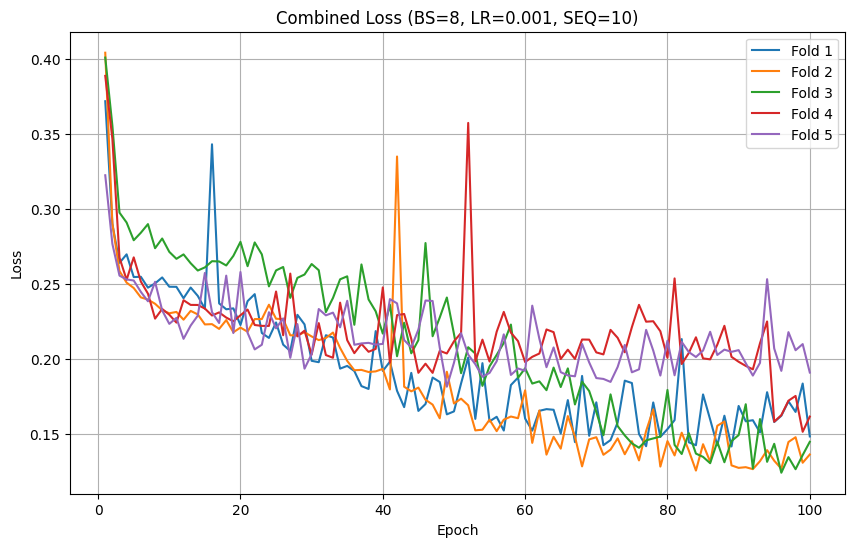 Combined Loss (BS=8, LR=0.001, SEQ=10)
Fold 1
Fold 2
Fold 3
Fold 4
Fold 5
0.40
0.35
0.30
0.25
0.20
0.15
Loss
0
20
40
60
80
100
Epoch